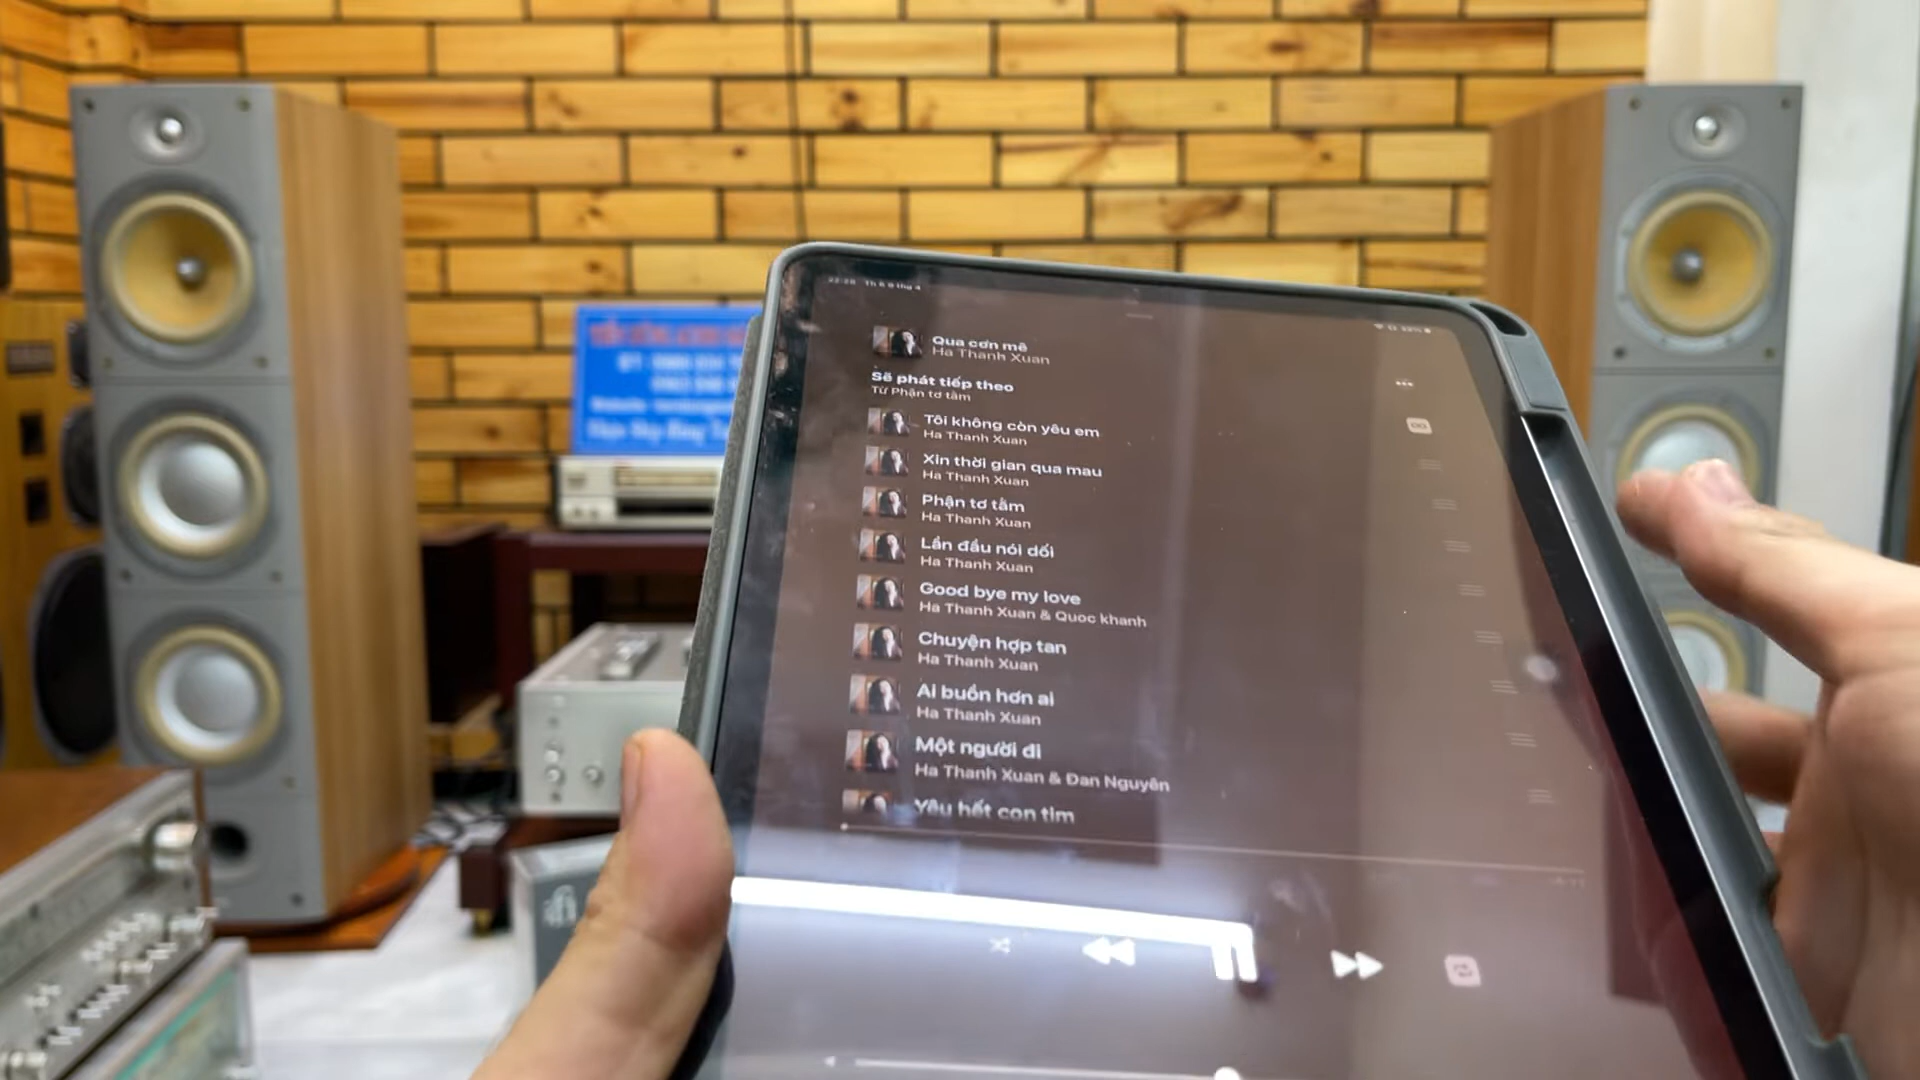 Qua cơn mê
Ha Thanh Xuan
Sẽ phát tiếp theo
Từ Phận tơ tằm
Tôi không còn yêu em
Ha Thanh Xuan
Xin thời gian qua mau
Ha Thanh Xuan
Phận tơ tằm
Ha Thanh Xuan
Lần đầu nói dối
Ha Thanh Xuan
Good bye my love
Ha Thanh Xuan & Quoc khanh
Chuyện hợp tan
Ha Thanh Xuan
Ai buồn hơn ai
Ha Thanh Xuan
Một người đi
Ha Thanh Xuan & Đan Nguyên
Yêu hết con tim
ifi